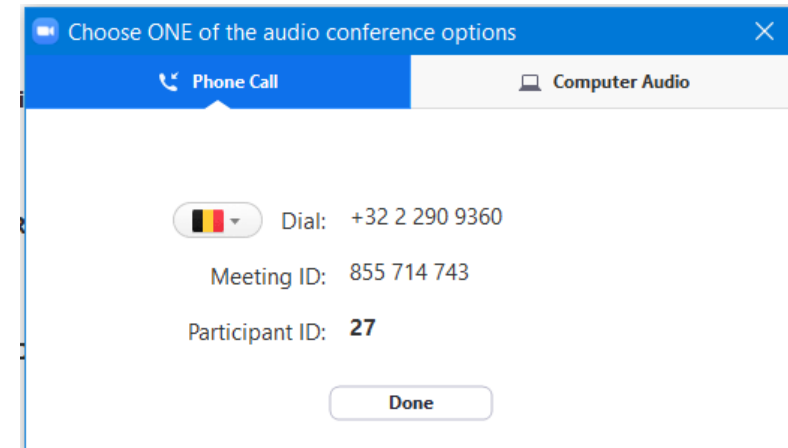 Choose ONE of the audio conference options
Phone Call
Computer Audio
Dial: +32 2 290 9360
Meeting ID: 855 714 743
Participant ID: 27
Done